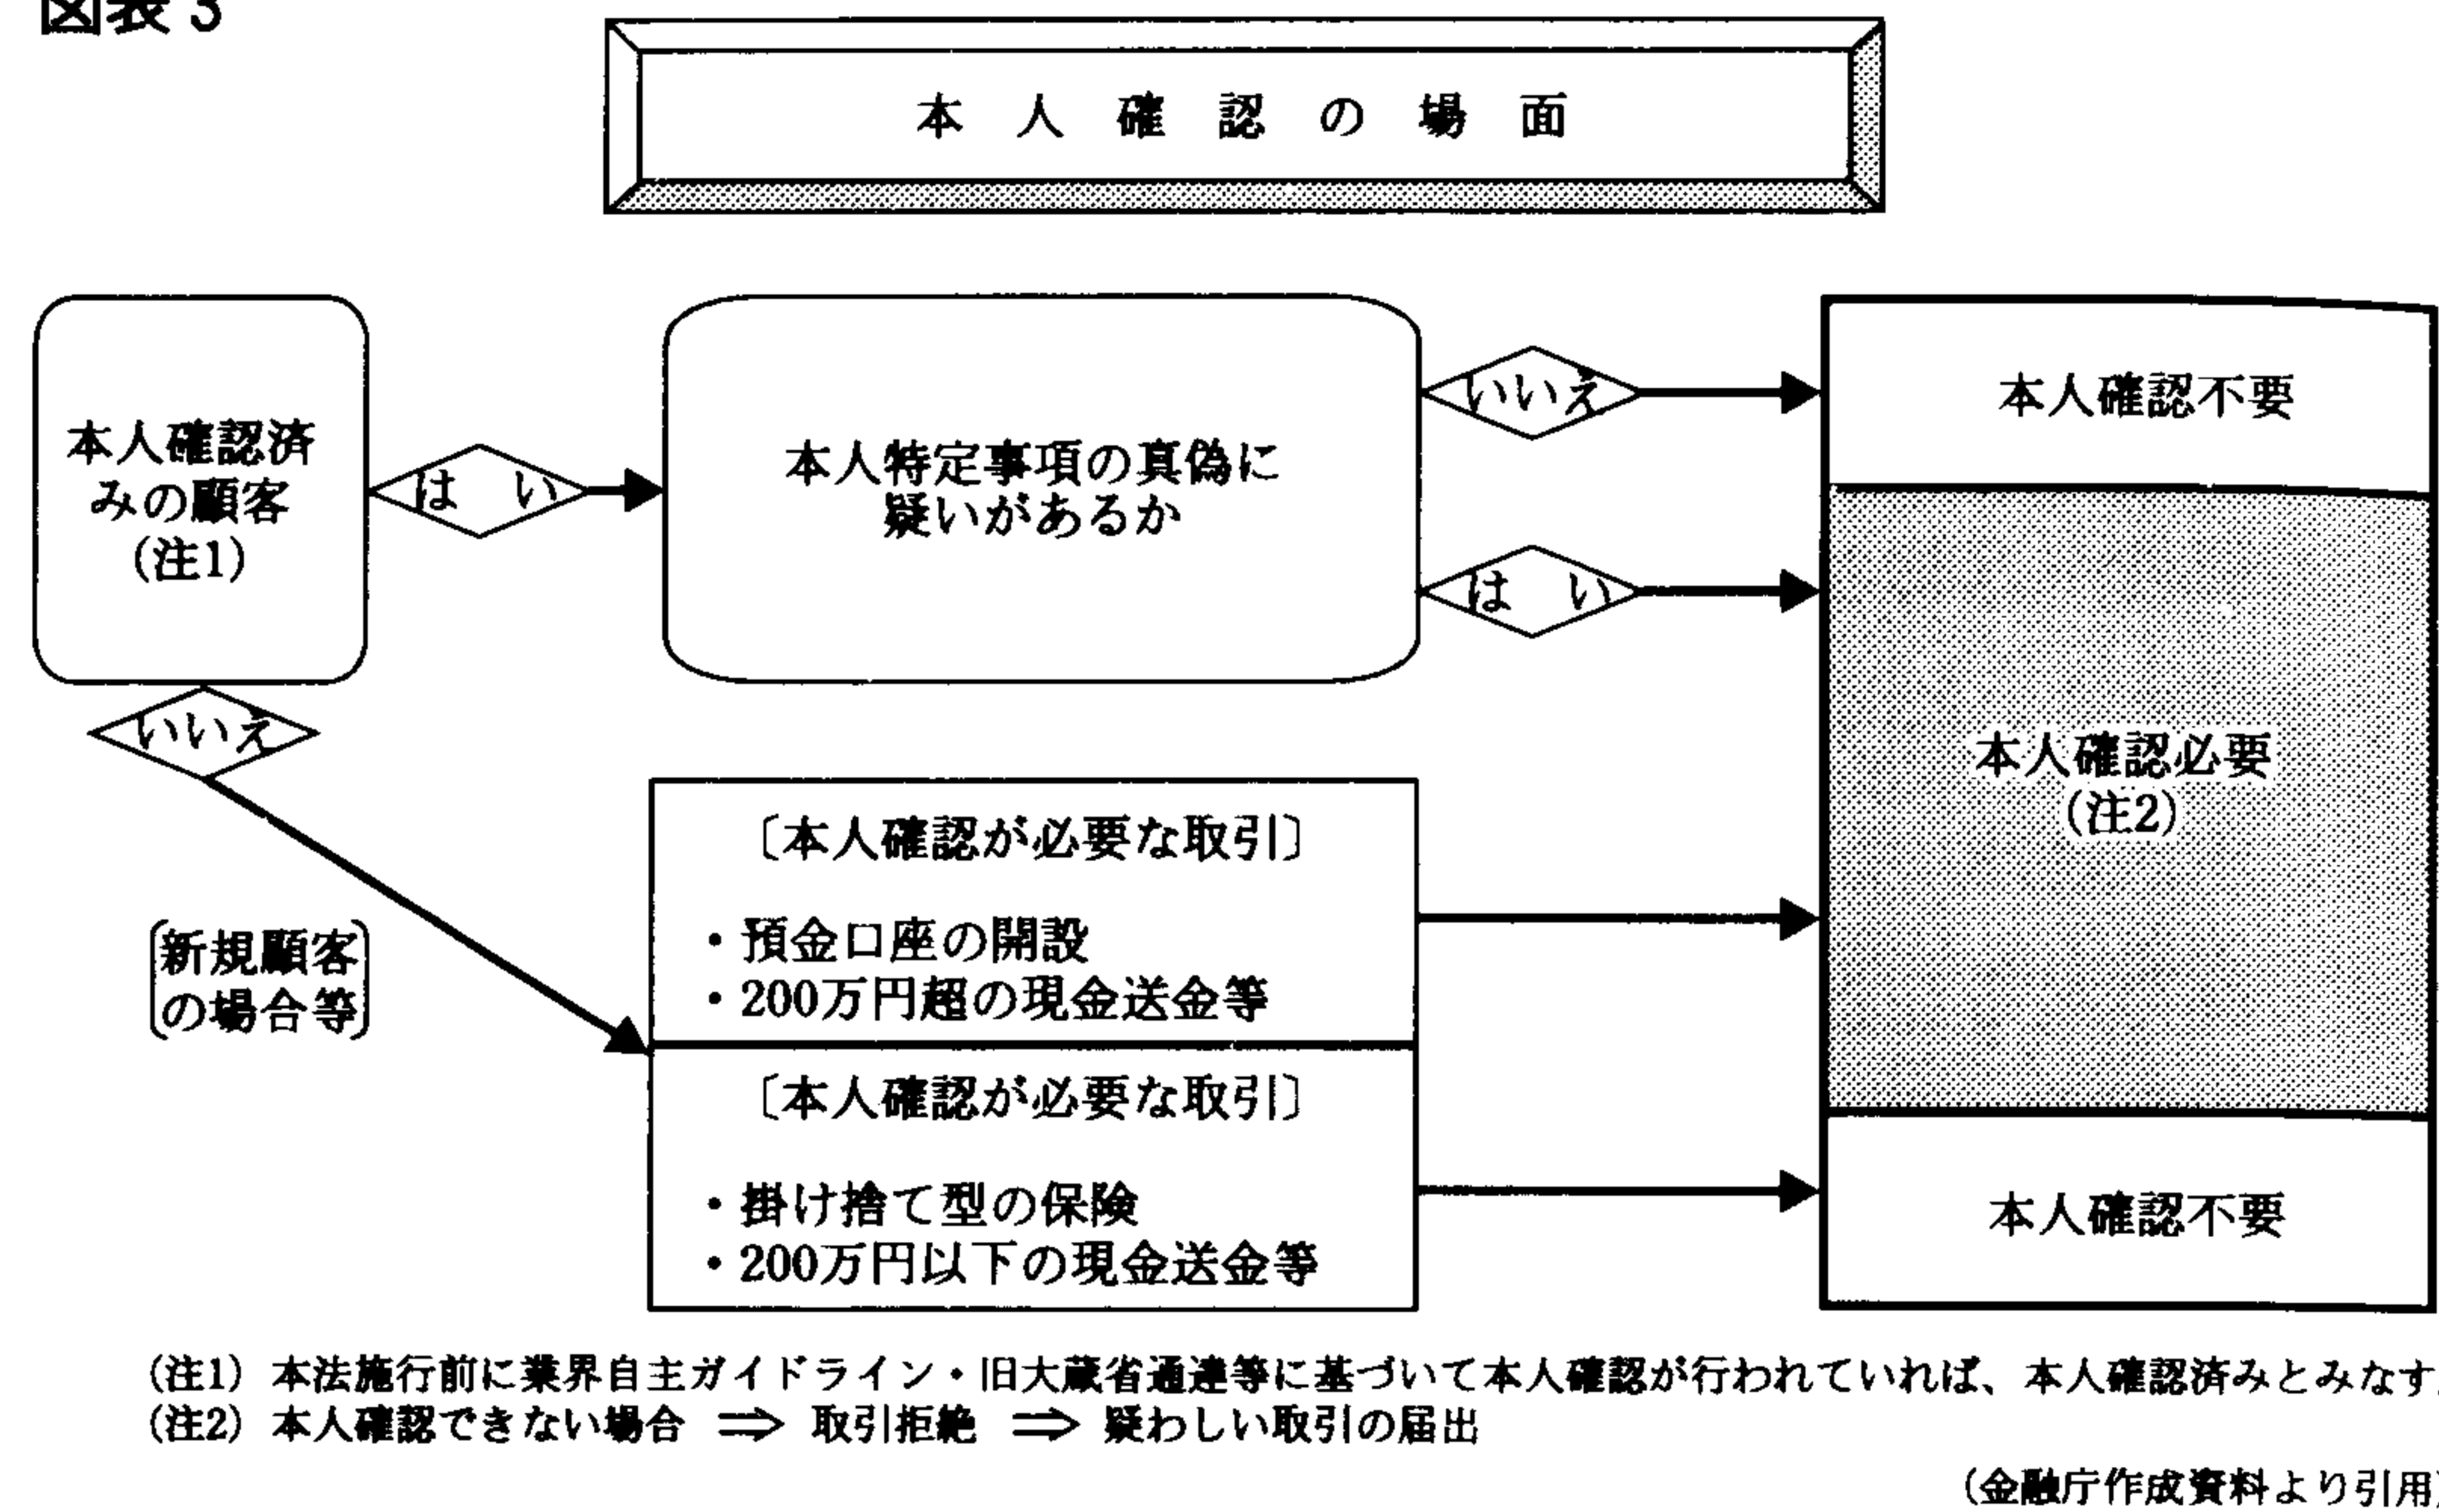 図表3
本人確認の場面
本人確認済
みの顧客
(注1)
はい
本人特定事項の真偽に
疑いがあるか
いいえ
本人確認不要
はい
本人確認必要
(注2)
いいえ
〔新規顧客
の場合等〕
〔本人確認が必要な取引〕
・預金口座の開設
・200万円超の現金送金等
〔本人確認が必要な取引〕
・掛け捨て型の保険
・200万円以下の現金送金等
本人確認不要
(注1) 本法施行前に業界自主ガイドライン・旧大蔵省通達等に基づいて本人確認が行われていれば、本人確認済みとみなす
(注2) 本人確認できない場合 ⇒ 取引拒絶 ⇒ 疑わしい取引の届出
(金融庁作成資料より引用)